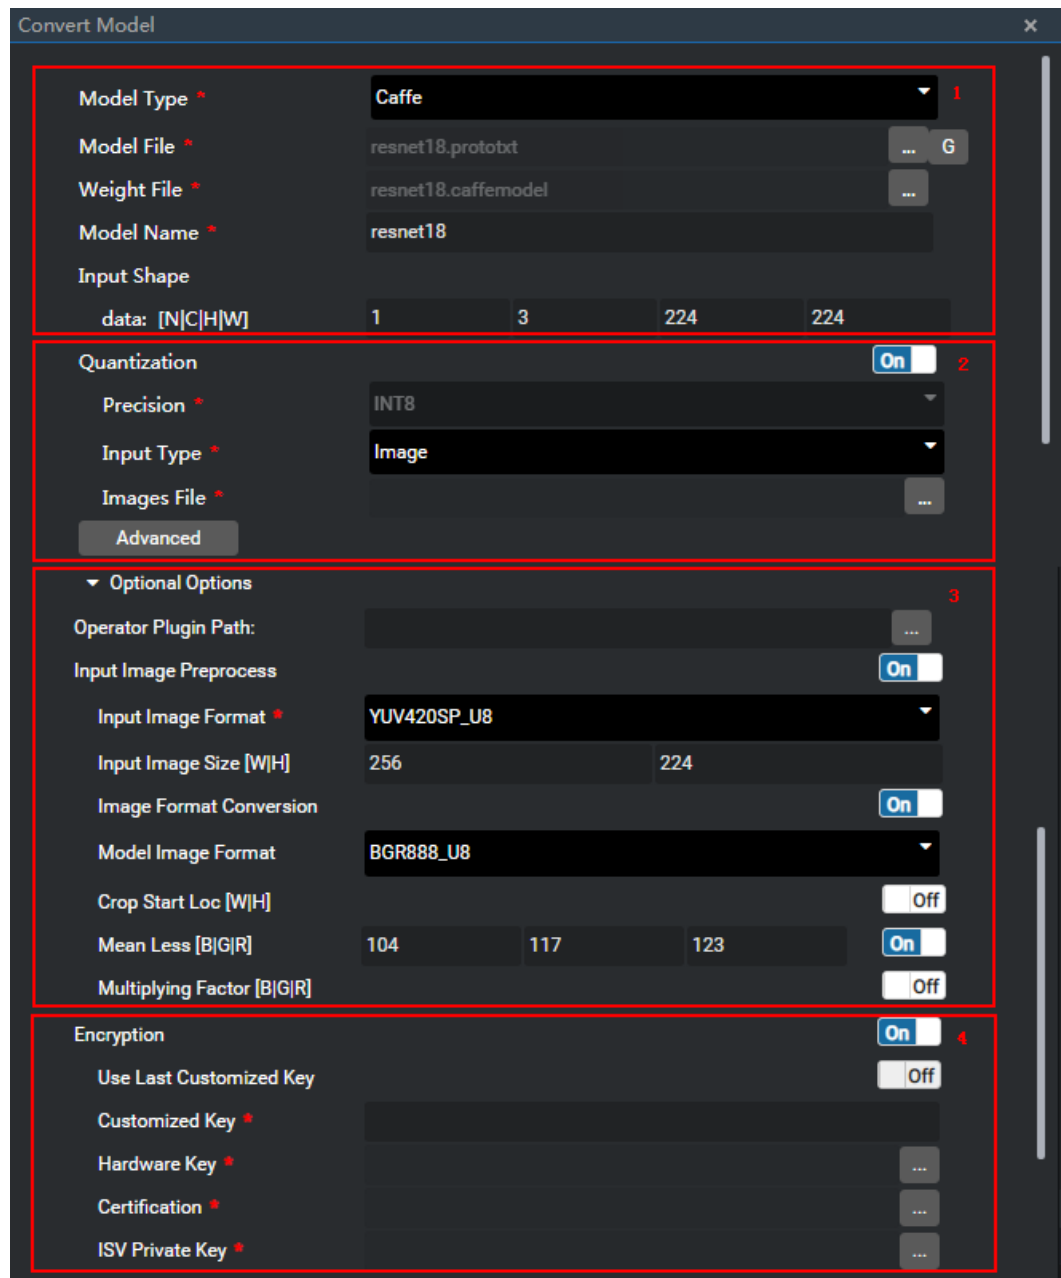 Convert Model ×
Model Type * Caffe 1
Model File * resnet18.prototxt ... G
Weight File * resnet18.caffemodel ...
Model Name * resnet18
Input Shape
data: [N|C|H|W] 1 3 224 224
Quantization On 2
Precision * INT8
Input Type * Image
Images File * ...
Advanced
Optional Options 3
Operator Plugin Path: ...
Input Image Preprocess On
Input Image Format * YUV420SP_U8
Input Image Size [W|H] 256 224
Image Format Conversion On
Model Image Format BGR888_U8
Crop Start Loc [W|H] Off
Mean Less [B|G|R] 104 117 123 On
Multiplying Factor [B|G|R] Off
Encryption On 4
Use Last Customized Key Off
Customized Key *
Hardware Key * ...
Certification * ...
ISV Private Key * ...